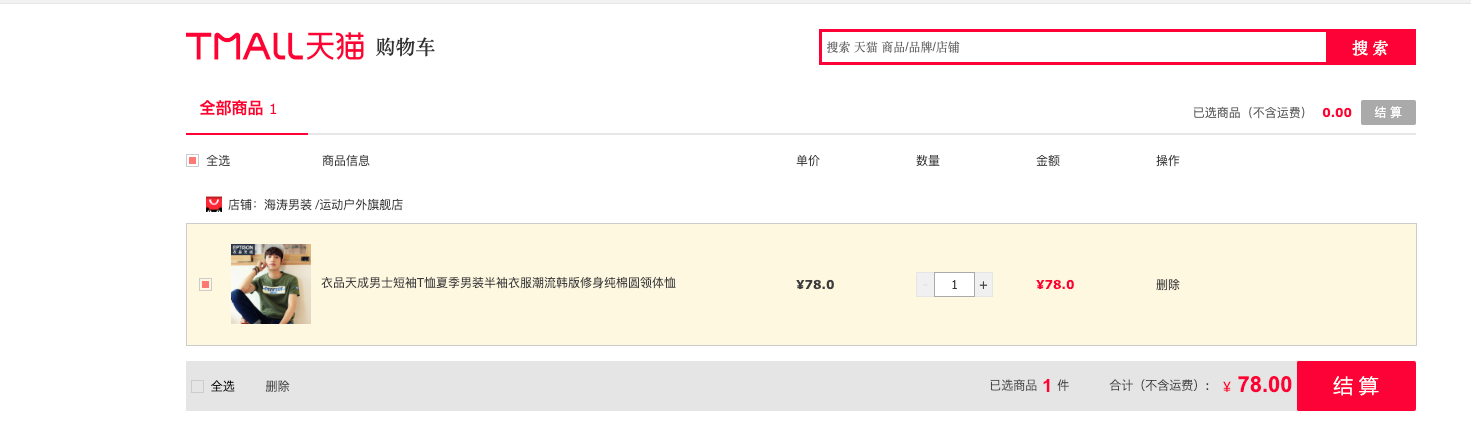 TMALL天猫 购物车
搜索 天猫 商品/品牌/店铺 搜 索
全部商品 1
已选商品（不含运费） 0.00 结 算
全选 商品信息 单价 数量 金额 操作
店铺：海涛男装 /运动户外旗舰店
衣品天成男士短袖T恤夏季男装半袖衣服潮流韩版修身纯棉圆领体恤 ¥78.0 - 1 + ¥78.0 删除
全选 删除 已选商品 1 件 合计（不含运费）: ¥ 78.00 结 算